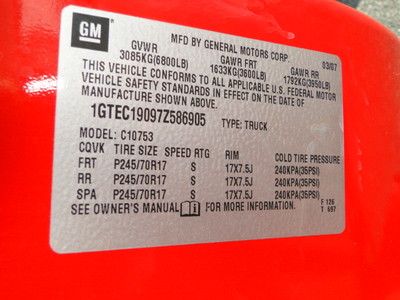 GM
MFD BY GENERAL MOTORS CORP
GVWR GAWR FRT GAWR RR 03/07
3085KG(6800LB) 1633KG(3600LB) 1792KG(3950LB)
THIS VEHICLE CONFORMS TO ALL APPLICABLE U.S. FEDERAL MOTOR
VEHICLE SAFETY STANDARDS IN EFFECT ON THE DATE OF
MANUFACTURE SHOWN ABOVE.
1GTEC19097Z586905 TYPE: TRUCK
MODEL: C10753
CQVK TIRE SIZE SPEED RTG RIM COLD TIRE PRESSURE
FRT P245/70R17 S 17X7.5J 240KPA(35PSI)
RR P245/70R17 S 17X7.5J 240KPA(35PSI)
SPA P245/70R17 S 17X7.5J 240KPA(35PSI)
SEE OWNER'S MANUAL FOR MORE INFORMATION. F 126
T 697